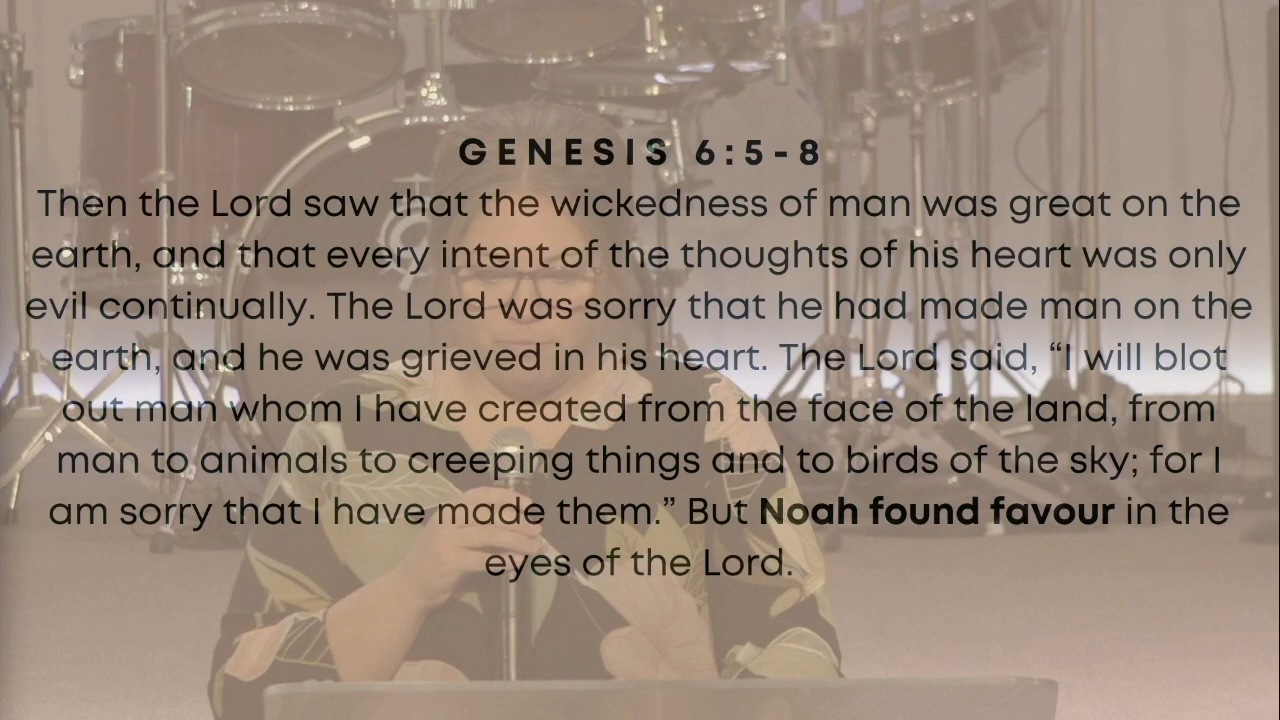 GENESIS 6:5-8
Then the Lord saw that the wickedness of man was great on the
earth, and that every intent of the thoughts of his heart was only
evil continually. The Lord was sorry that he had made man on the
earth, and he was grieved in his heart. The Lord said, “I will blot
out man whom I have created from the face of the land, from
man to animals to creeping things and to birds of the sky; for I
am sorry that I have made them.” But Noah found favour in the
eyes of the Lord.